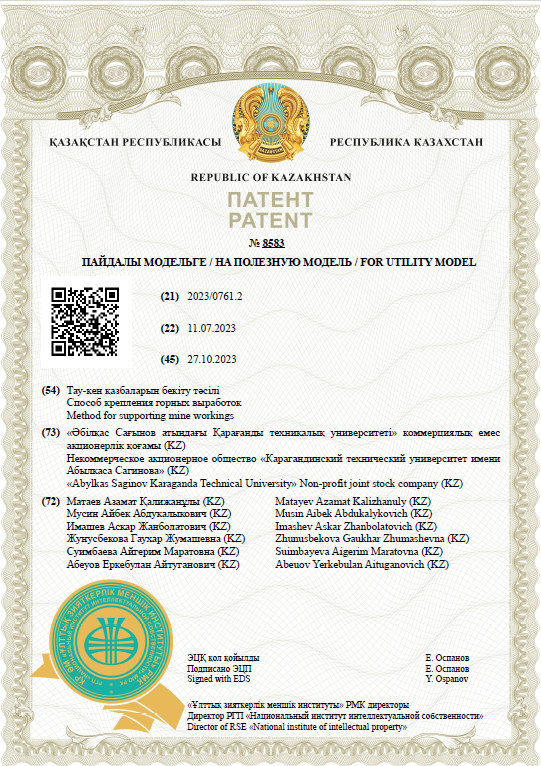 ҚАЗАҚСТАН РЕСПУБЛИКАСЫ
РЕСПУБЛИКА КАЗАХСТАН
REPUBLIC OF KAZAKHSTAN
ПАТЕНТ
PATENT
№ 8583
ПАЙДАЛЫ МОДЕЛЬГЕ / НА ПОЛЕЗНУЮ МОДЕЛЬ / FOR UTILITY MODEL
(21) 2023/0761.2
(22) 11.07.2023
(45) 27.10.2023
(54) Тау-кен қазбаларын бекіту тәсілі
Способ крепления горных выработок
Method for supporting mine workings
(73) «Әбілқас Сағынов атындағы Қарағанды техникалық университеті» коммерциялық емес
акционерлік қоғамы (KZ)
Некоммерческое акционерное общество «Карагандинский технический университет имени
Абылкаса Сагинова» (KZ)
«Abylkas Saginov Karaganda Technical University» Non-profit joint stock company (KZ)
(72) Матаев Азамат Қалижанұлы (KZ) Matayev Azamat Kalizhanuly (KZ)
Мусин Айбек Абдукалыкович (KZ) Musin Aibek Abdukalykovich (KZ)
Имашев Аскар Жанболатович (KZ) Imashev Askar Zhanbolatovich (KZ)
Жунусбекова Гаухар Жумашевна (KZ) Zhunusbekova Gaukhar Zhumashevna (KZ)
Суимбаева Айгерим Маратовна (KZ) Suimbayeva Aigerim Maratovna (KZ)
Абеуов Еркебулан Айтуганович (KZ) Abeuov Yerkebulan Aituganovich (KZ)
ЭЦҚ қол қойылды Е. Оспанов
Подписано ЭЦП Е. Оспанов
Signed with EDS Y. Ospanov
«Ұлттық зияткерлік меншік институты» РМК директоры
Директор РГП «Национальный институт интеллектуальной собственности»
Director of RSE «National institute of intellectual property»